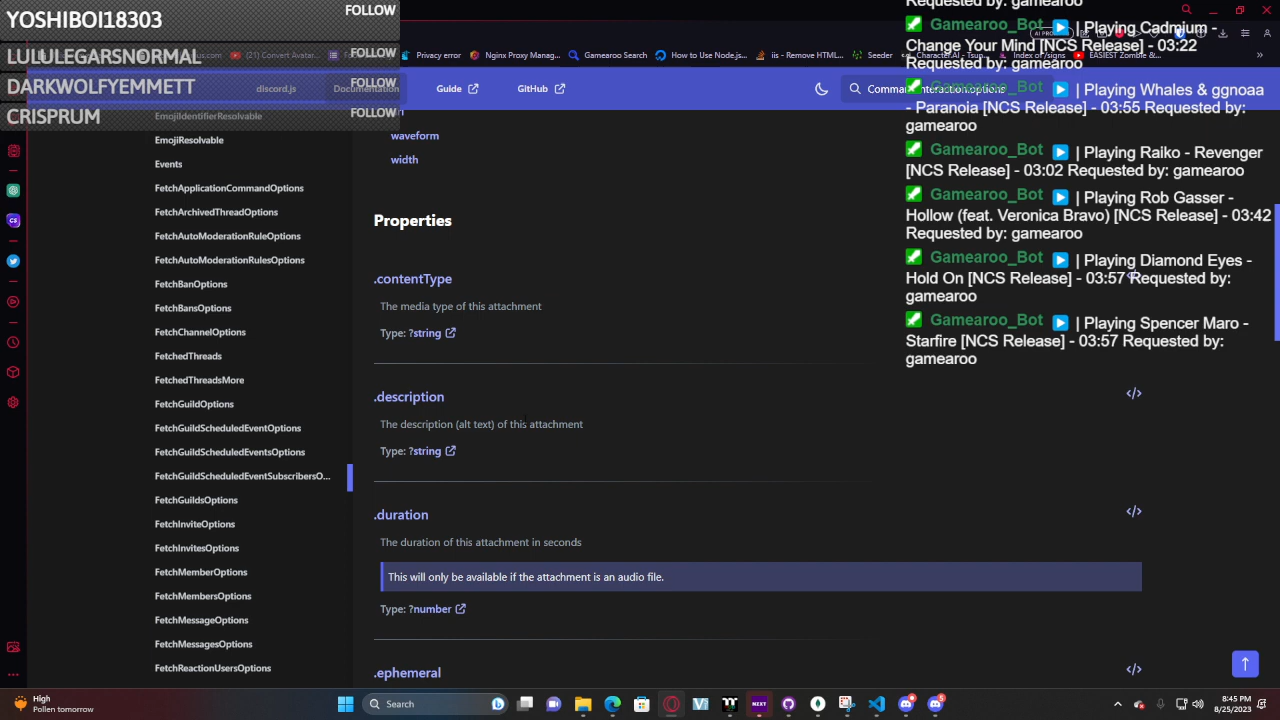 YOSHIBOI18303 FOLLOW
LULULEGARSNORMAL FOLLOW
DARKWOLFYEMMETT FOLLOW
CRISPRUM FOLLOW
(21) Convert Avatar...
Privacy error
Nginx Proxy Manag...
How to Use Node.js...
iis - Remove HTML...
Seeder
EASIEST Zombie &...
discord.js
Documentation
Guide
GitHub
EmojiIdentifierResolvable
EmojiResolvable
Events
FetchApplicationCommandOptions
FetchArchivedThreadOptions
FetchAutoModerationRuleOptions
FetchAutoModerationRulesOptions
FetchBanOptions
FetchBansOptions
FetchChannelOptions
FetchedThreads
FetchedThreadsMore
FetchGuildOptions
FetchGuildScheduledEventOptions
FetchGuildScheduledEventsOptions
FetchGuildScheduledEventSubscribersO...
FetchGuildsOptions
FetchInviteOptions
FetchInvitesOptions
FetchMemberOptions
FetchMembersOptions
FetchMessageOptions
FetchMessagesOptions
FetchReactionUsersOptions
waveform
width
Properties
.contentType
The media type of this attachment
Type: ?string
.description
The description (alt text) of this attachment
Type: ?string
.duration
The duration of this attachment in seconds
This will only be available if the attachment is an audio file.
Type: ?number
.ephemeral
Requested by: gamearoo
Gamearoo_Bot | Playing Cadmium -
Change Your Mind [NCS Release] - 03:22
Requested by: gamearoo
Gamearoo_Bot | Playing Whales & ggnoaa
- Paranoia [NCS Release] - 03:55 Requested by:
gamearoo
Gamearoo_Bot | Playing Raiko - Revenger
[NCS Release] - 03:02 Requested by: gamearoo
Gamearoo_Bot | Playing Rob Gasser -
Hollow (feat. Veronica Bravo) [NCS Release] - 03:42
Requested by: gamearoo
Gamearoo_Bot | Playing Diamond Eyes -
Hold On [NCS Release] - 03:57 Requested by:
gamearoo
Gamearoo_Bot | Playing Spencer Maro -
Starfire [NCS Release] - 03:57 Requested by:
gamearoo
High
Pollen tomorrow
Search
8:45 PM
8/25/2023